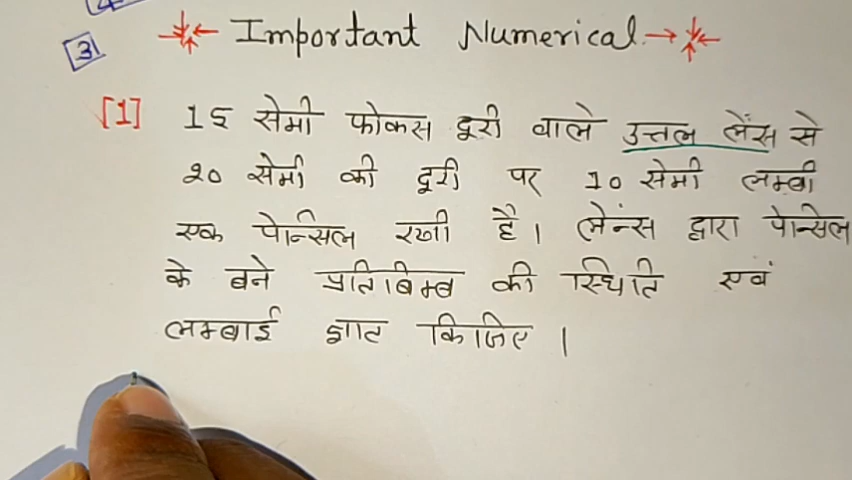 3
Important Numerical
[1] 15 सेमी फोकस दूरी वाले उत्तल लेंस से
20 सेमी की दूरी पर 10 सेमी लम्बी
एक पेन्सिल रखी है। लेन्स द्वारा पेन्सिल
के बने प्रतिबिम्ब की स्थिति एवं
लम्बाई ज्ञाट किजिए।